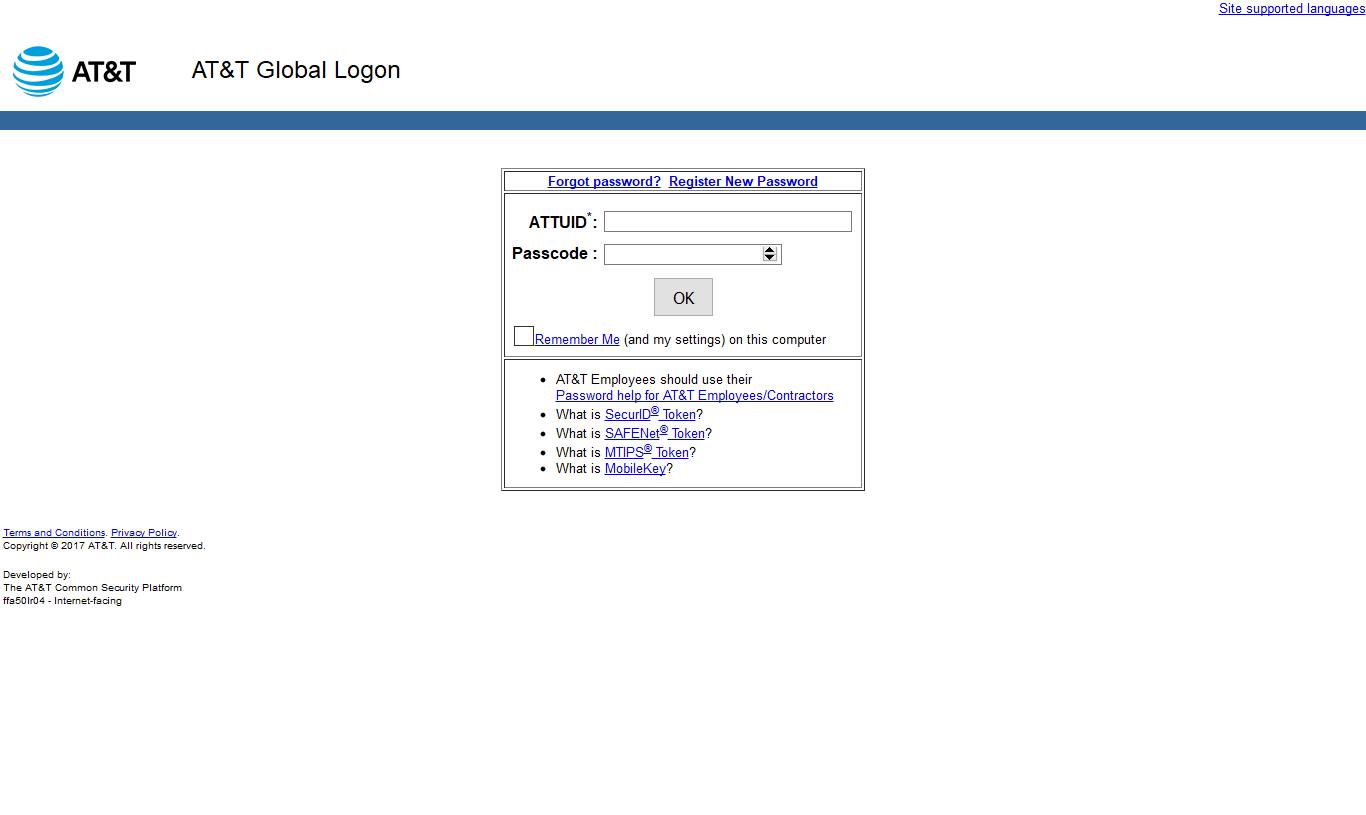 Site supported languages
AT&T
AT&T Global Logon
Forgot password? Register New Password
ATTUID*:
Passcode :
OK
Remember Me (and my settings) on this computer
• AT&T Employees should use their
Password help for AT&T Employees/Contractors
• What is SecurID® Token?
• What is SAFENet® Token?
• What is MTIPS® Token?
• What is MobileKey?
Terms and Conditions. Privacy Policy.
Copyright © 2017 AT&T. All rights reserved.
Developed by:
The AT&T Common Security Platform
ffa50lr04 - Internet-facing